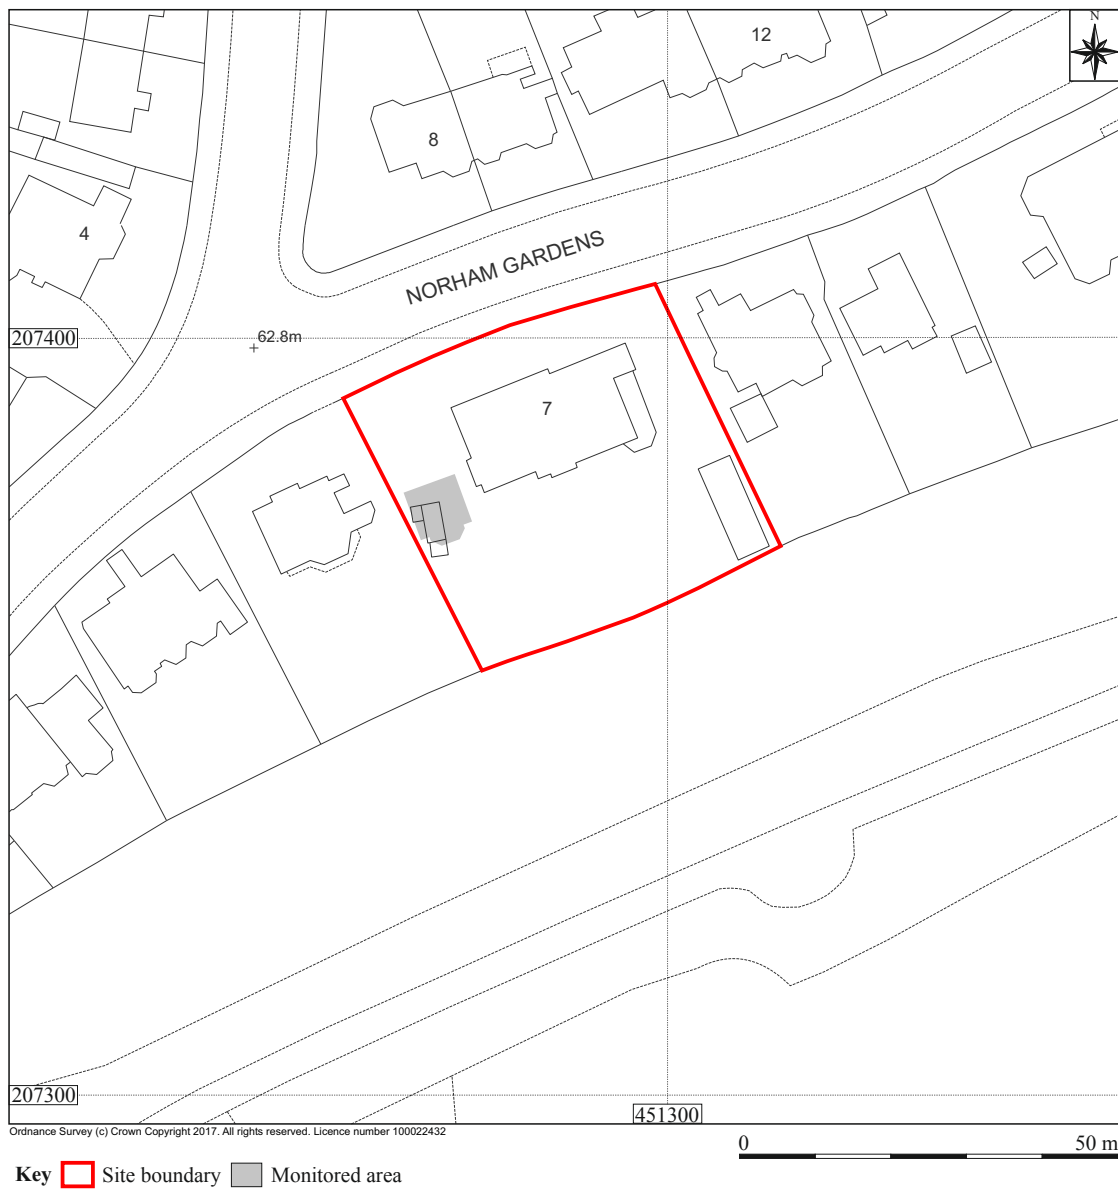 N
12
8
4
NORHAM GARDENS
62.8m
207400
7
207300
451300
Ordnance Survey (c) Crown Copyright 2017. All rights reserved. Licence number 100022432
0 50 m
Key Site boundary Monitored area